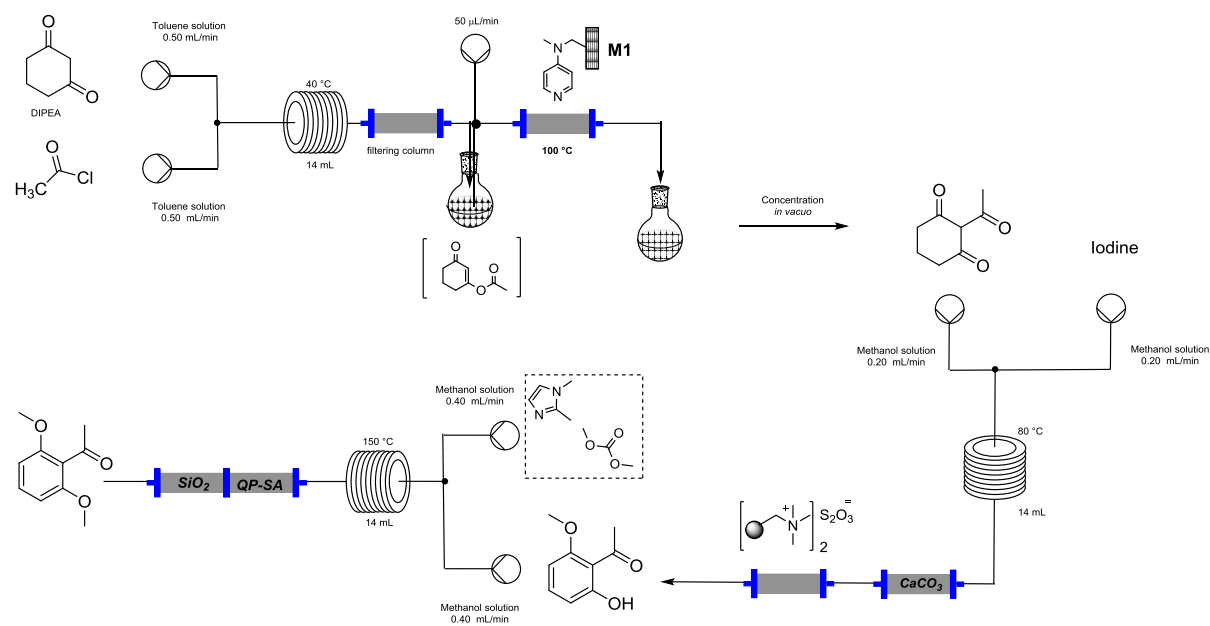 Toluene solution
0.50 mL/min
O
O
DIPEA
O
H3C
Cl
Toluene solution
0.50 mL/min
40 °C
14 mL
filtering column
50 μL/min
N
N
M1
100 °C
O
O
O
Concentration
in vacuo
O
O
O
Iodine
Methanol solution
0.20 mL/min
Methanol solution
0.20 mL/min
80 °C
14 mL
CaCO3
+
N
S2O3
=
2
O
O
OH
Methanol solution
0.40 mL/min
Methanol solution
0.40 mL/min
N
N
O
O
O
150 °C
14 mL
SiO2
QP-SA
O
O
O